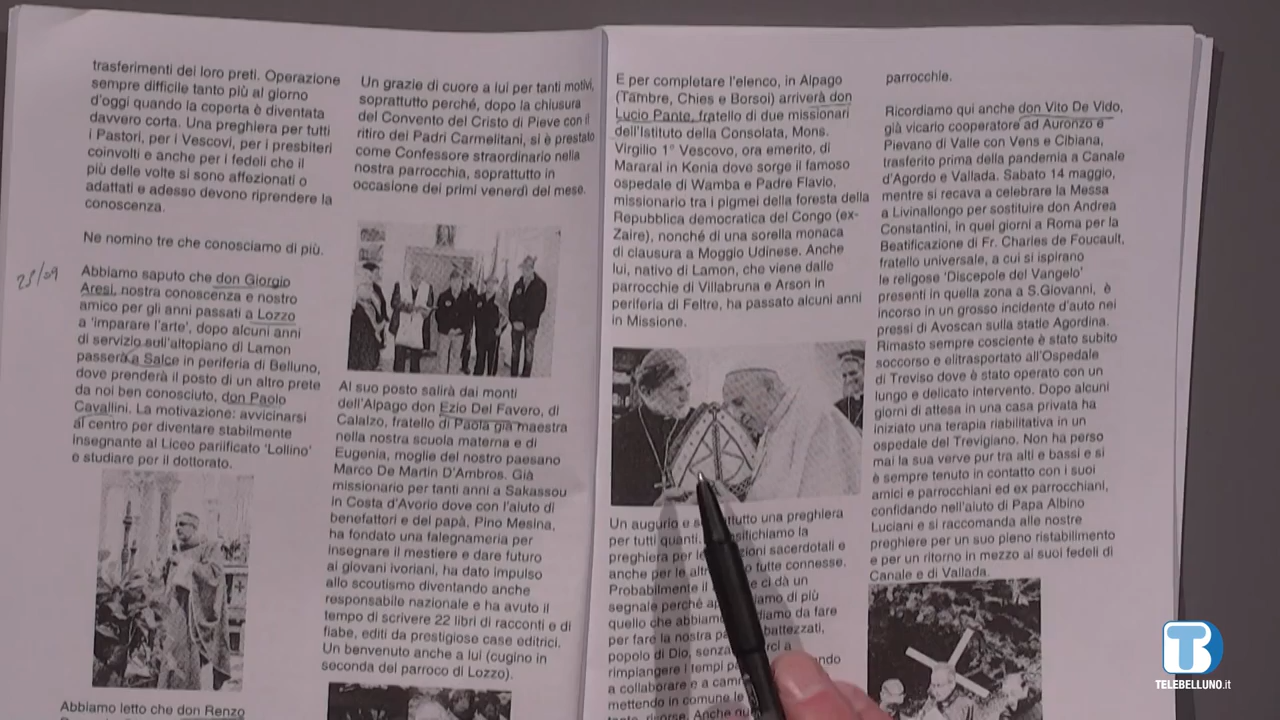 trasferimenti dei loro preti. Operazione
sempre difficile tanto più al giorno
d'oggi quando la coperta è diventata
davvero corta. Una preghiera per tutti
i Pastori, per i Vescovi, per i presbiteri
coinvolti e anche per i fedeli che il
più delle volte si sono affezionati o
adattati e adesso devono riprendere la
conoscenza.
Ne nomino tre che conosciamo di più.
25/09
Abbiamo saputo che don Giorgio
Aresi, nostra conoscenza e nostro
amico per gli anni passati a Lozzo
a 'imparare l'arte', dopo alcuni anni
di servizio sull'altopiano di Lamon
passerà a Salce in periferia di Belluno,
dove prenderà il posto di un altro prete
da noi ben conosciuto, don Paolo
Cavallini. La motivazione: avvicinarsi
al centro per diventare stabilmente
insegnante al Liceo parificato 'Lollino'
e studiare per il dottorato.
Abbiamo letto che don Renzo
Un grazie di cuore a lui per tanti motivi,
soprattutto perché, dopo la chiusura
del Convento del Cristo di Pieve con il
ritiro dei Padri Carmelitani, si è prestato
come Confessore straordinario nella
nostra parrocchia, soprattutto in
occasione dei primi venerdì del mese.
Al suo posto salirà dai monti
dell'Alpago don Ezio Del Favero, di
Calalzo, fratello di Paola già maestra
nella nostra scuola materna e di
Eugenia, moglie del nostro paesano
Marco De Martin D'Ambros. Già
missionario per tanti anni a Sakassou
in Costa d'Avorio dove con l'aiuto di
benefattori e del papà, Pino Mesina,
ha fondato una falegnameria per
insegnare il mestiere e dare futuro
ai giovani ivoriani, ha dato impulso
allo scoutismo diventando anche
responsabile nazionale e ha avuto il
tempo di scrivere 22 libri di racconti e di
fiabe, editi da prestigiose case editrici.
Un benvenuto anche a lui (cugino in
seconda del parroco di Lozzo).
E per completare l'elenco, in Alpago
(Tambre, Chies e Borsoi) arriverà don
Lucio Pante, fratello di due missionari
dell'Istituto della Consolata, Mons.
Virgilio 1° Vescovo, ora emerito, di
Mararal in Kenia dove sorge il famoso
ospedale di Wamba e Padre Flavio,
missionario tra i pigmei della foresta della
Repubblica democratica del Congo (ex-
Zaire), nonché di una sorella monaca
di clausura a Moggio Udinese. Anche
lui, nativo di Lamon, che viene dalle
parrocchie di Villabruna e Arson in
periferia di Feltre, ha passato alcuni anni
in Missione.
Un augurio e una preghiera
per tutti quanti. la
preghiera per le sacerdotali e
anche per le tutte connesse.
Probabilmente il ci dà un
segnale perché di più
quello che abbiamo da fare
per fare la nostra
popolo di Dio,
rimpiangere i tempi
a collaborare e a
mettendo in comune le
parrocchie.
Ricordiamo qui anche don Vito De Vido,
già vicario cooperatore ad Auronzo e
Pievano di Valle con Vens e Cibiana,
trasferito prima della pandemia a Canale
d'Agordo e Vallada. Sabato 14 maggio,
mentre si recava a celebrare la Messa
a Livinallongo per sostituire don Andrea
Constantini, in quei giorni a Roma per la
Beatificazione di Fr. Charles de Foucault,
fratello universale, a cui si ispirano
le religose 'Discepole del Vangelo'
presenti in quella zona a S.Giovanni, è
incorso in un grosso incidente d'auto nei
pressi di Avoscan sulla statle Agordina.
Rimasto sempre cosciente è stato subito
soccorso e elitrasportato all'Ospedale
di Treviso dove è stato operato con un
lungo e delicato intervento. Dopo alcuni
giorni di attesa in una casa privata ha
iniziato una terapia riabilitativa in un
ospedale del Trevigiano. Non ha perso
mai la sua verve pur tra alti e bassi e si
è sempre tenuto in contatto con i suoi
amici e parrocchiani ed ex parrocchiani,
confidando nell'aiuto di Papa Albino
Luciani e si raccomanda alle nostre
preghiere per un suo pleno ristabilimento
e per un ritorno in mezzo ai suoi fedeli di
Canale e di Vallada.
TELEBELLUNO.it